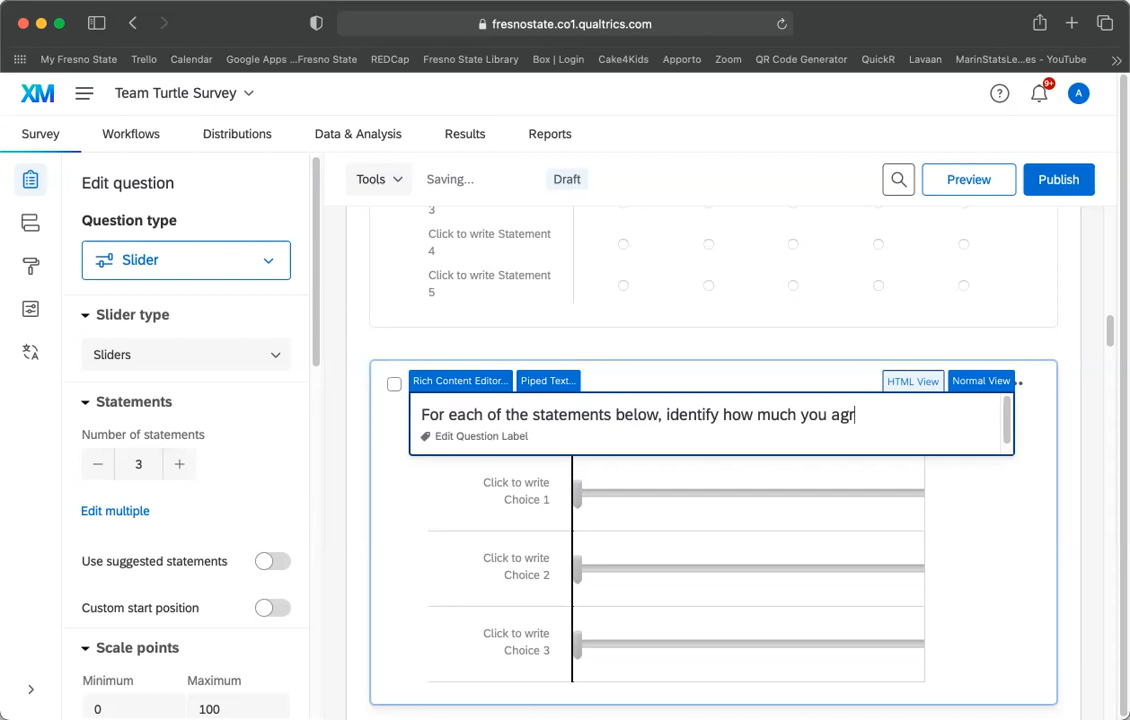 fresnostate.co1.qualtrics.com
My Fresno State Trello Calendar Google Apps ...Fresno State REDCap Fresno State Library Box | Login Cake4Kids Apporto Zoom QR Code Generator QuickR Lavaan MarinStatsLe...es - YouTube
XM Team Turtle Survey 9+ A
Survey Workflows Distributions Data & Analysis Results Reports
Edit question
Tools Saving... Draft Preview Publish
Question type
Slider
Slider type
Sliders
Statements
Number of statements
3
Edit multiple
Use suggested statements
Custom start position
Scale points
Minimum Maximum
0 100
3
Click to write Statement
4
Click to write Statement
5
Rich Content Editor... Piped Text... HTML View Normal View
For each of the statements below, identify how much you agr
Edit Question Label
Click to write
Choice 1
Click to write
Choice 2
Click to write
Choice 3